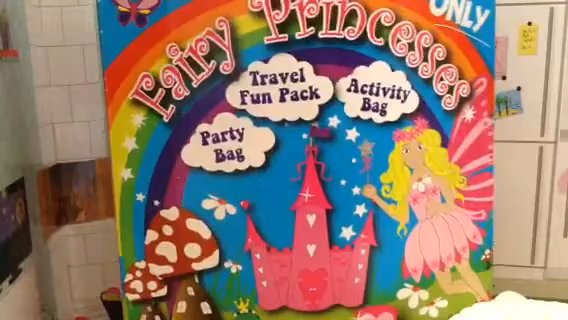 ONLY
Fairy Princesses
Travel
Fun Pack
Activity
Bag
Party
Bag